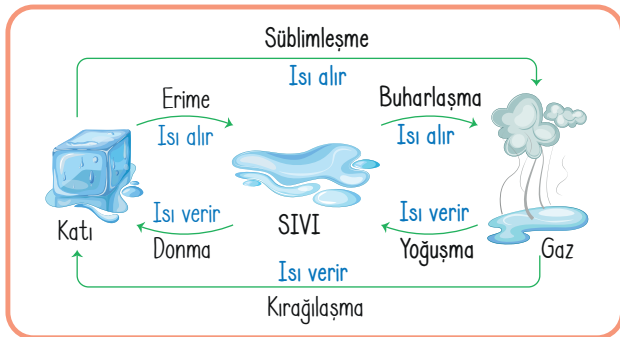 Süblimleşme
Isı alır
Erime
Isı alır
Buharlaşma
Isı alır
Katı
Isı verir
Donma
SIVI
Isı verir
Yoğuşma
Gaz
Isı verir
Kırağılaşma